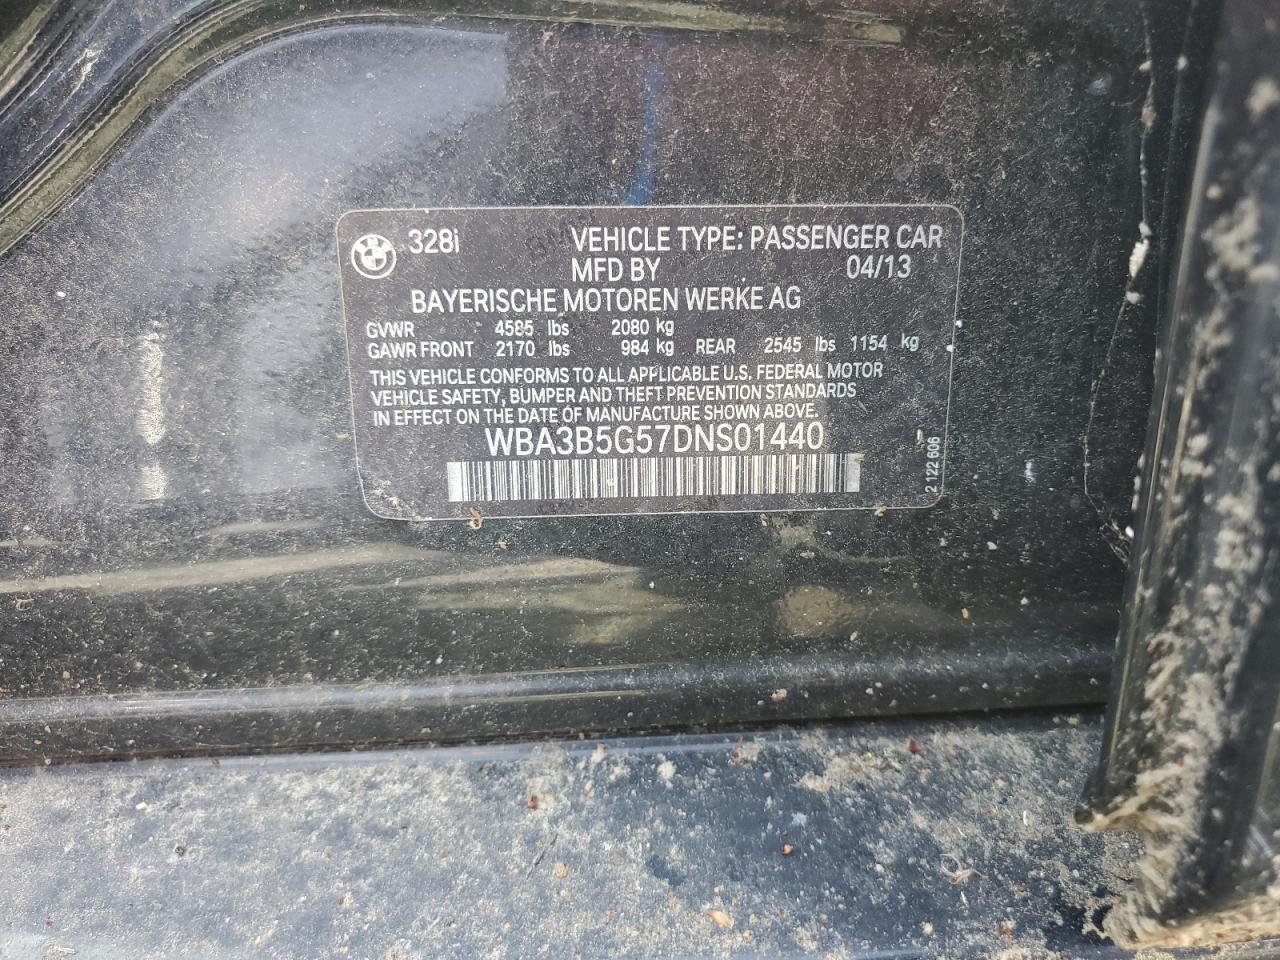 328i VEHICLE TYPE: PASSENGER CAR
MFD BY 04/13
BAYERISCHE MOTOREN WERKE AG
GVWR 4585 lbs 2080 kg
GAWR FRONT 2170 lbs 984 kg REAR 2545 lbs 1154 kg
THIS VEHICLE CONFORMS TO ALL APPLICABLE U.S. FEDERAL MOTOR
VEHICLE SAFETY, BUMPER AND THEFT PREVENTION STANDARDS
IN EFFECT ON THE DATE OF MANUFACTURE SHOWN ABOVE.
WBA3B5G57DNS01440
2 122 606